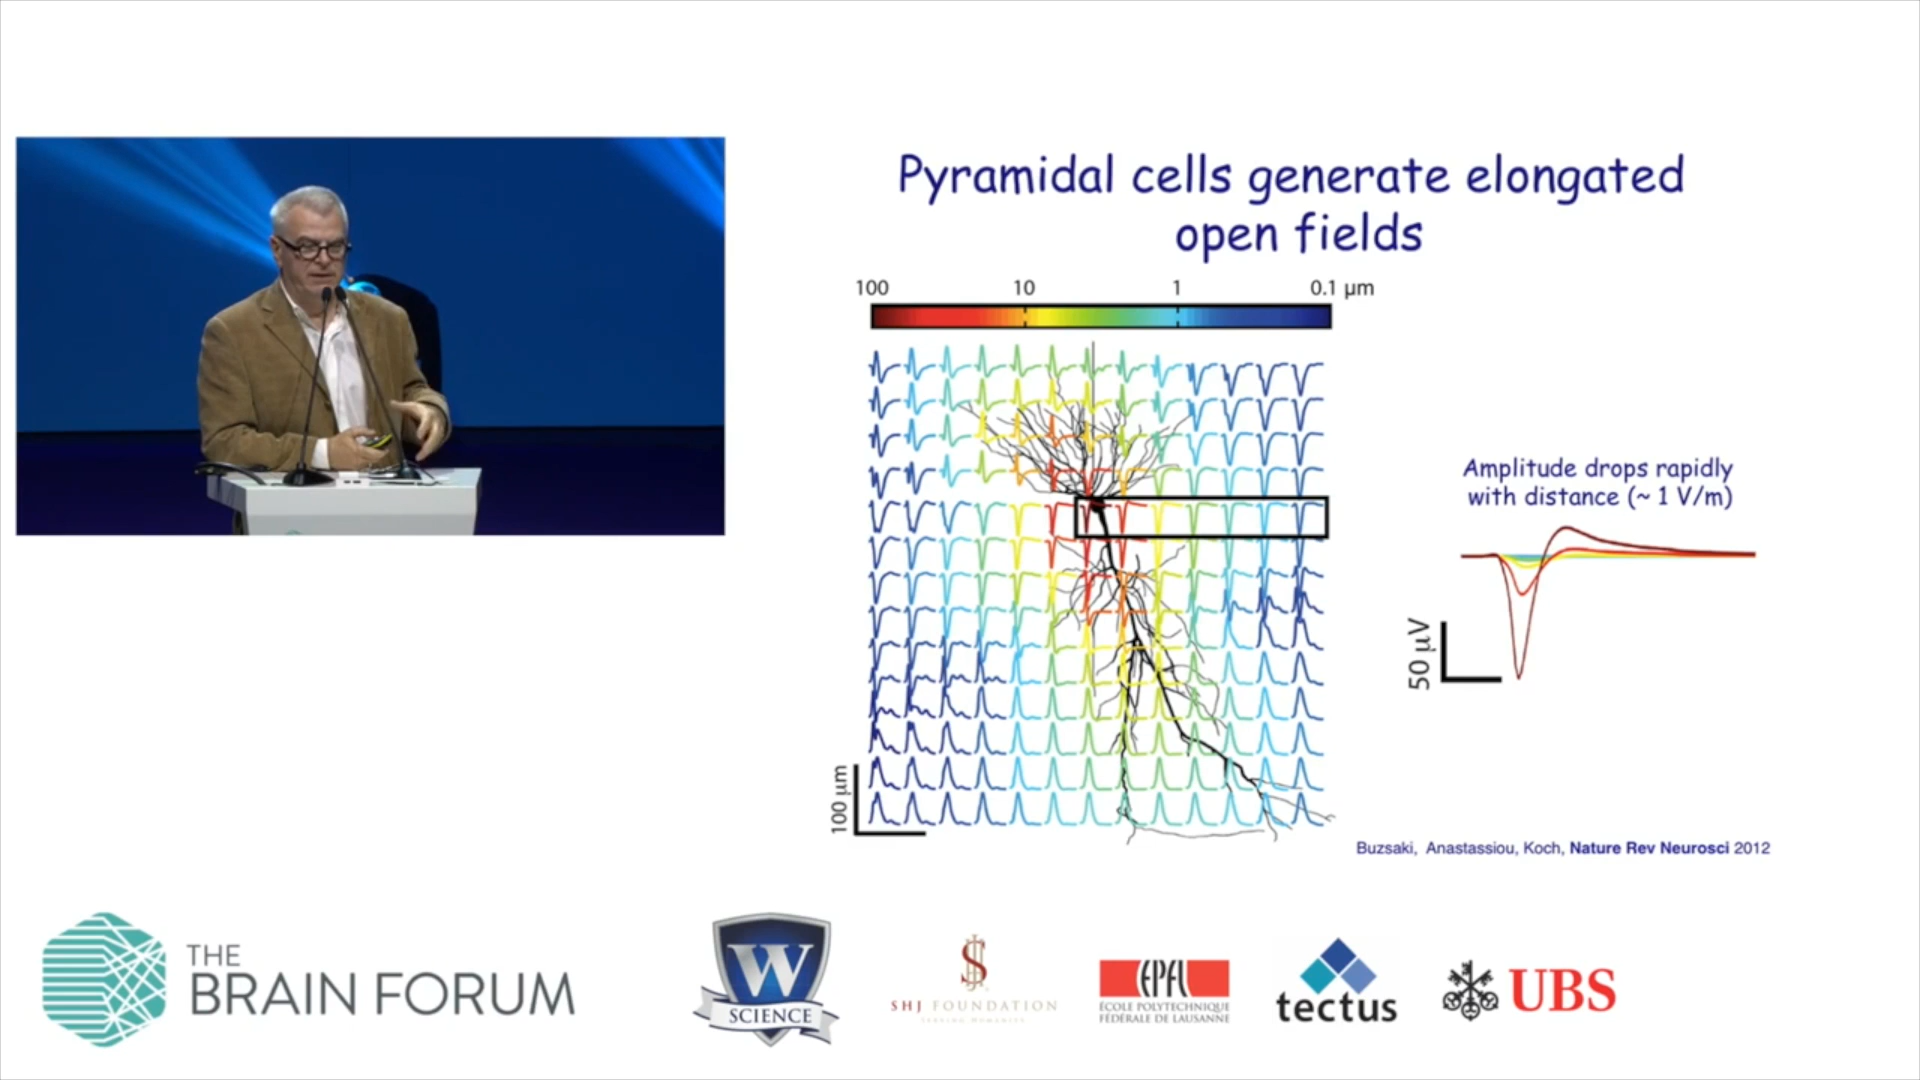 Pyramidal cells generate elongated
open fields
100 10 1 0.1 µm
Amplitude drops rapidly
with distance (~ 1 V/m)
50 µV
100 µm
Buzsaki, Anastassiou, Koch, Nature Rev Neurosci 2012
THE
BRAIN FORUM
W
SCIENCE
SHJ FOUNDATION
SERVING HUMANITY
EPFL
ÉCOLE POLYTECHNIQUE
FÉDÉRALE DE LAUSANNE
tectus
UBS